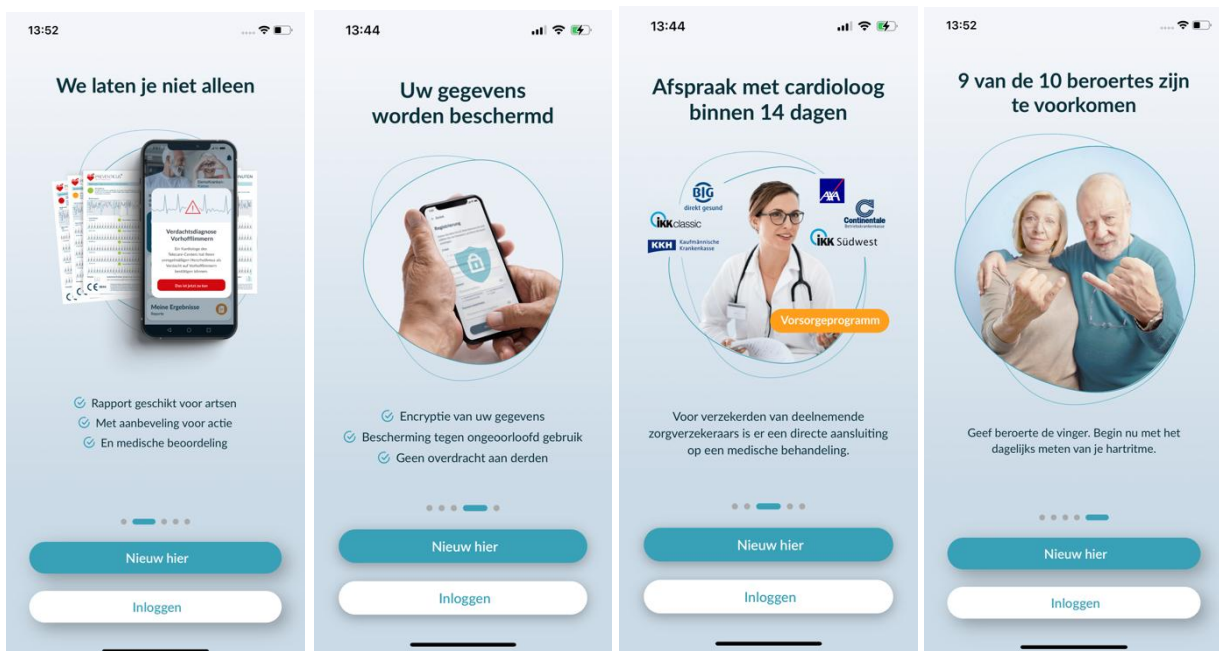 13:52
We laten je niet alleen
Verdachtsdiagnose
Vorhofflimmern
Meine Ergebnisse
Rapport geschikt voor artsen
Met aanbeveling voor actie
En medische beoordeling
Nieuw hier
Inloggen
13:44
Uw gegevens
worden beschermd
Registrierung
Encryptie van uw gegevens
Bescherming tegen ongeoorloofd gebruik
Geen overdracht aan derden
Nieuw hier
Inloggen
13:44
Afspraak met cardioloog
binnen 14 dagen
BIG
direkt gesund
AXA
IKK classic
Continentale
Betriebskrankenkasse
KKH Kaufmännische
Krankenkasse
IKK Südwest
Vorsorgeprogramm
Voor verzekerden van deelnemende
zorgverzekeraars is er een directe aansluiting
op een medische behandeling.
Nieuw hier
Inloggen
13:52
9 van de 10 beroertes zijn
te voorkomen
Geef beroerte de vinger. Begin nu met het
dagelijks meten van je hartritme.
Nieuw hier
Inloggen